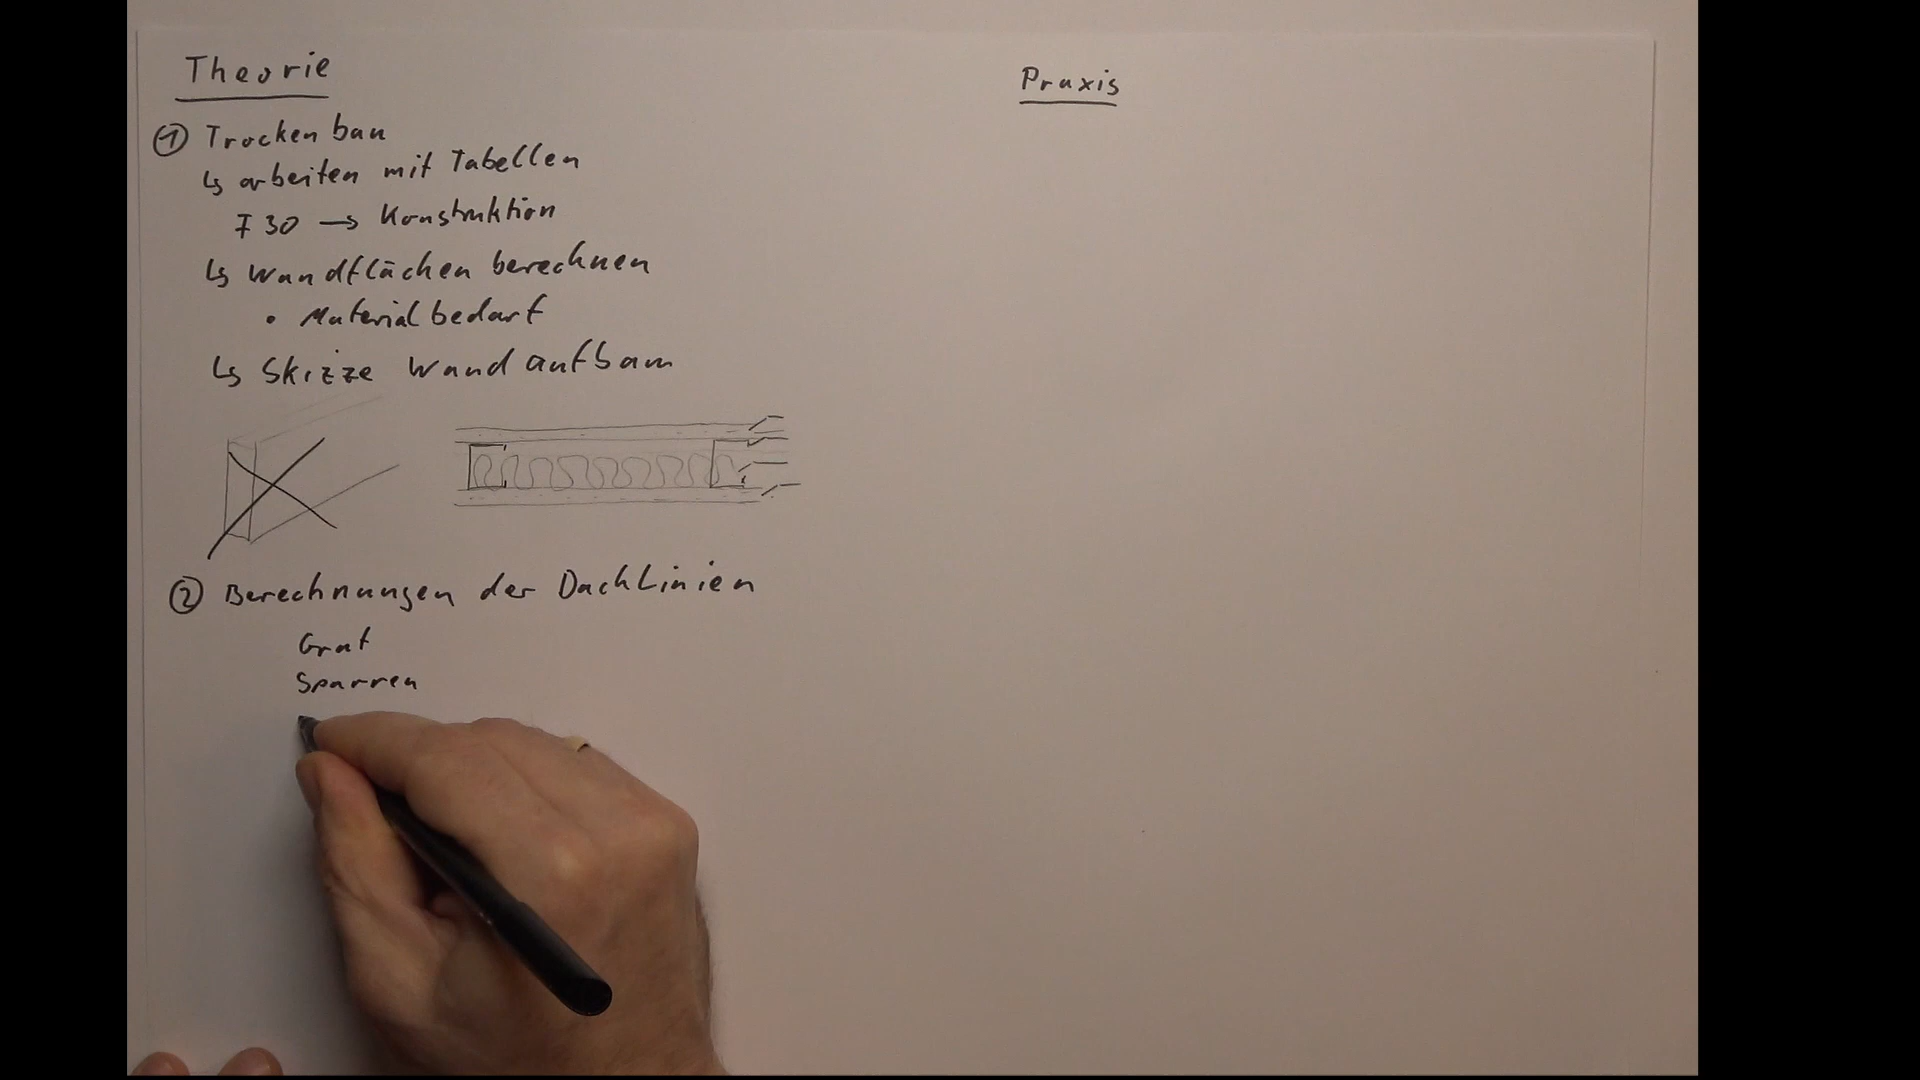 Theorie
① Trockenbau
↳ arbeiten mit Tabellen
F30 → Konstruktion
↳ Wandflächen berechnen
• Materialbedarf
↳ Skizze Wandaufbau
② Berechnungen der DachLinien
Grat
Sparren
Praxis